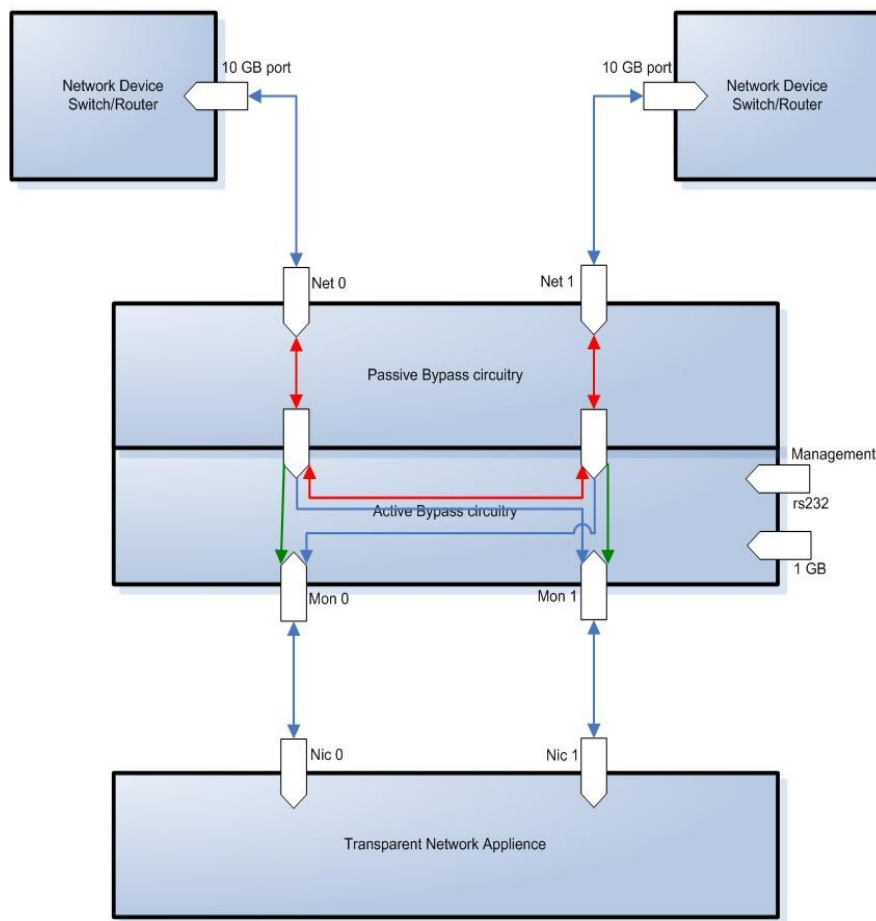 10 GB port
Network Device
Switch/Router
10 GB port
Network Device
Switch/Router
Net 0
Net 1
Passive Bypass circuitry
Management
rs232
Active Bypass circuitry
1 GB
Mon 0
Mon 1
Nic 0
Nic 1
Transparent Network Applience